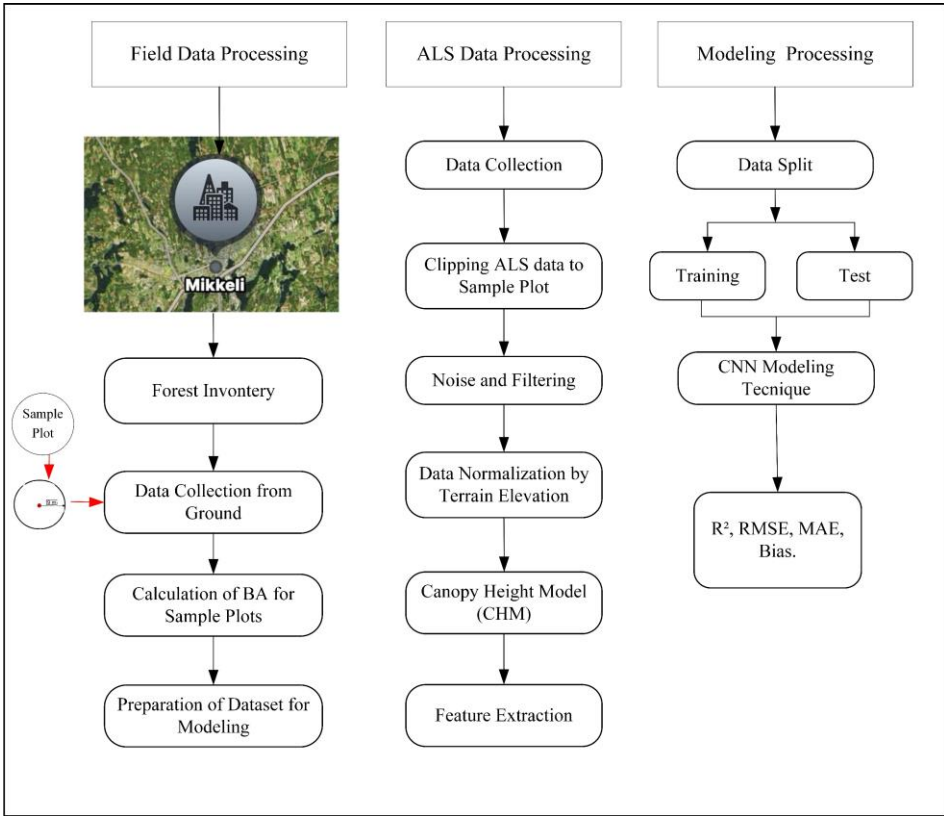 Field Data Processing
Mikkeli
Forest Invontery
Sample
Plot
Data Collection from
Ground
Calculation of BA for
Sample Plots
Preparation of Dataset for
Modeling
ALS Data Processing
Data Collection
Clipping ALS data to
Sample Plot
Noise and Filtering
Data Normalization by
Terrain Elevation
Canopy Height Model
(CHM)
Feature Extraction
Modeling Processing
Data Split
Training
Test
CNN Modeling
Tecnique
R², RMSE, MAE,
Bias.